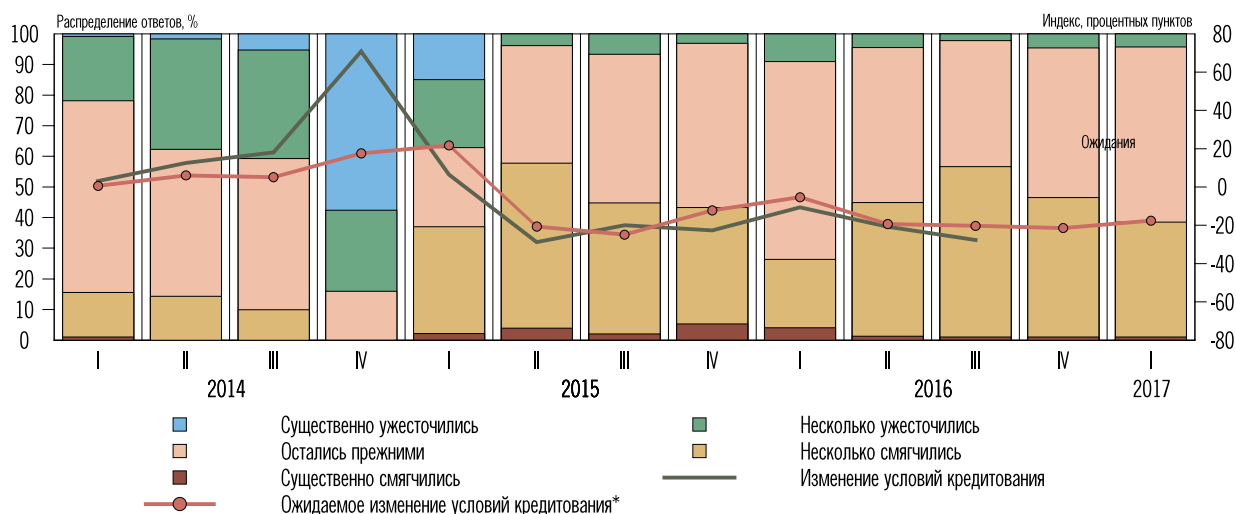 Распределение ответов, %
Индекс, процентных пунктов
100
90
80
70
60
50
40
30
20
10
0
80
60
40
20
0
-20
-40
-60
-80
Ожидания
I II III IV I II III IV I II III IV I
2014 2015 2016 2017
Существенно ужесточились
Несколько ужесточились
Остались прежними
Несколько смягчились
Существенно смягчились
Изменение условий кредитования
Ожидаемое изменение условий кредитования*